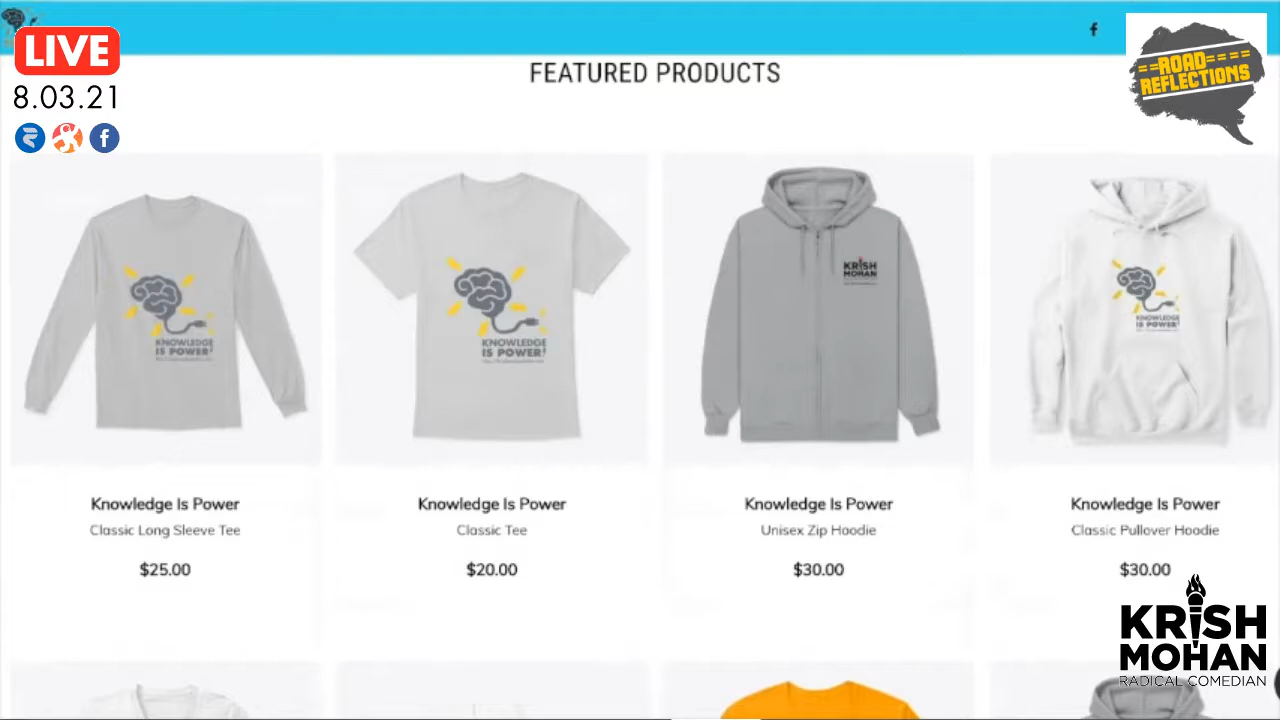 LIVE
8.03.21
f
f
==ROAD====
REFLECTIONS
FEATURED PRODUCTS
KNOWLEDGE
IS POWER!
KNOWLEDGE
IS POWER!
KRISH
MOHAN
KNOWLEDGE
IS POWER!
Knowledge Is Power
Classic Long Sleeve Tee
$25.00
Knowledge Is Power
Classic Tee
$20.00
Knowledge Is Power
Unisex Zip Hoodie
$30.00
Knowledge Is Power
Classic Pullover Hoodie
$30.00
KRISH
MOHAN
RADICAL COMEDIAN